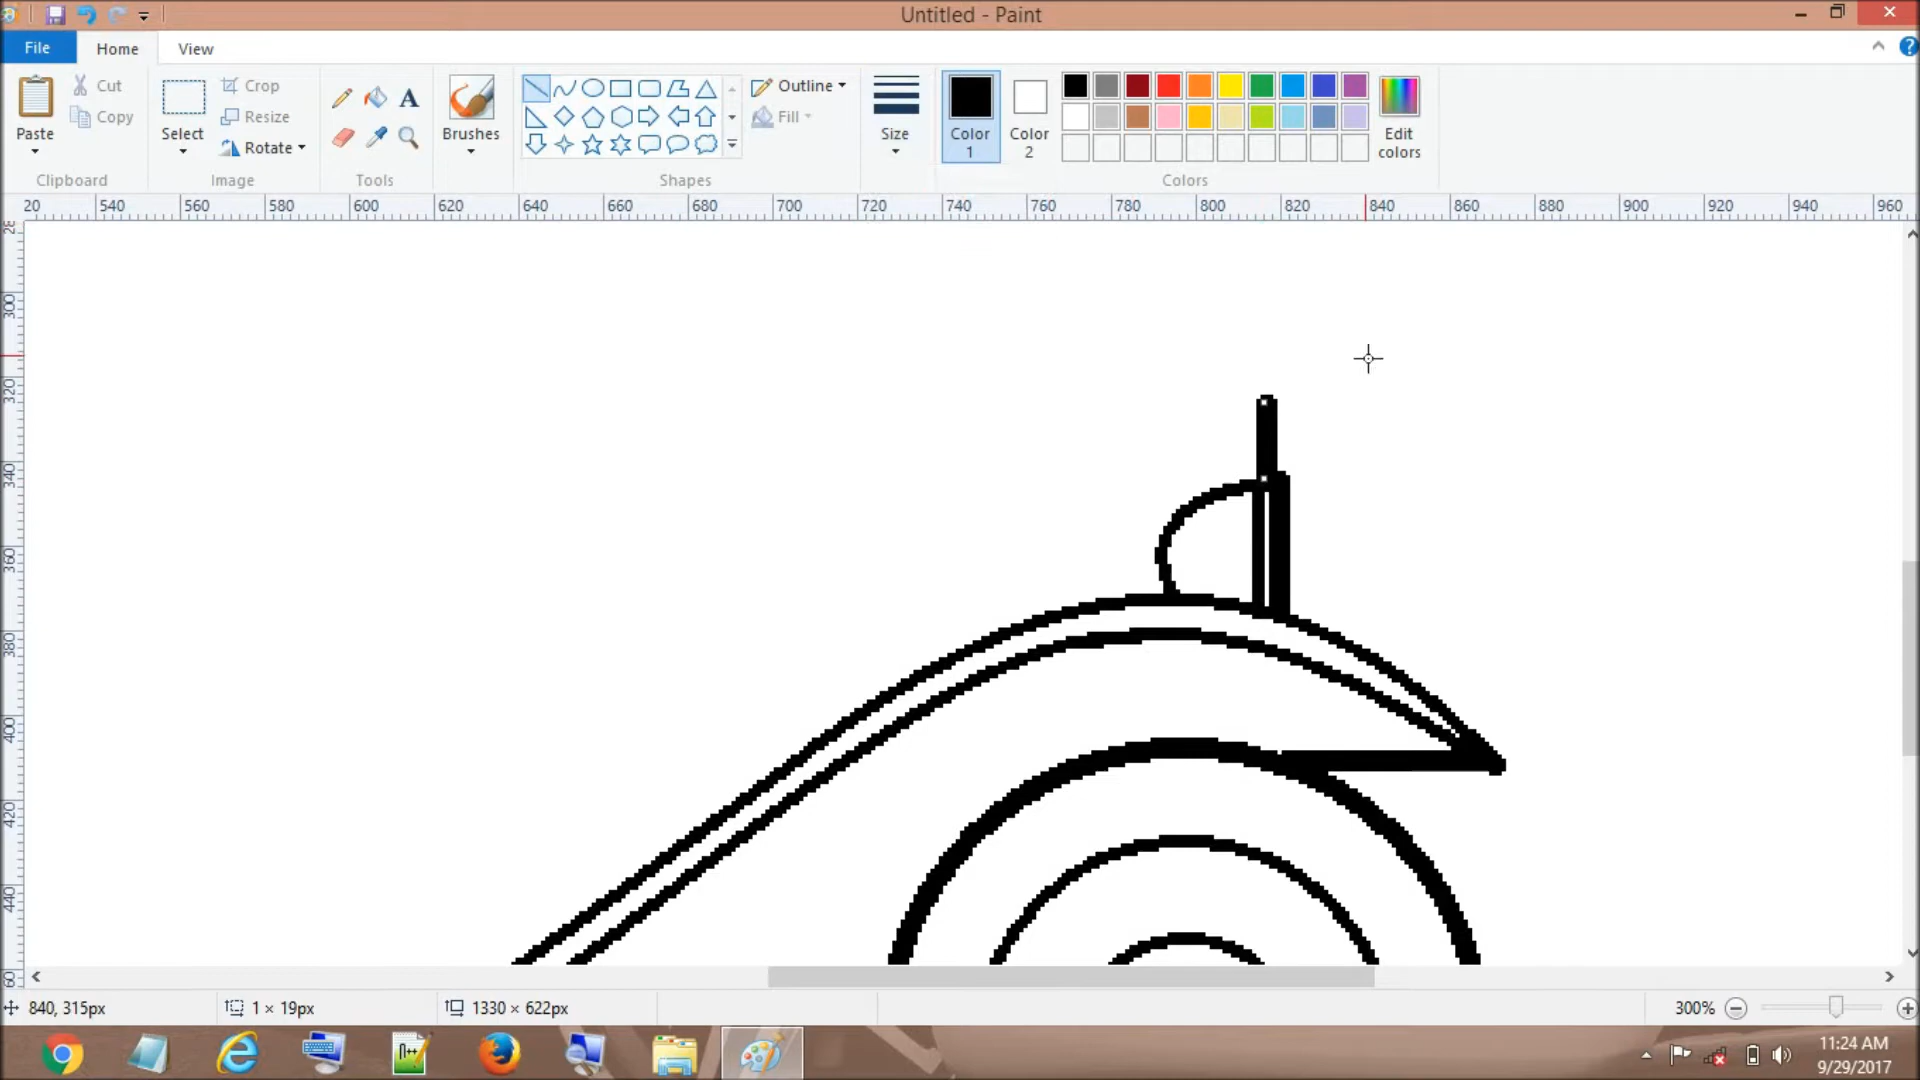 Untitled - Paint
File Home View
Paste Cut Copy Clipboard
Select Crop Resize Rotate Image
A
Tools
Brushes
Shapes
Outline Fill
Size
Color 1 Color 2
Edit colors
Colors
20 540 560 580 600 620 640 660 680 700 720 740 760 780 800 820 840 860 880 900 920 940 960
300
320
340
360
380
400
420
440
60
840, 315px 1 × 19px 1330 × 622px 300%
11:24 AM
9/29/2017